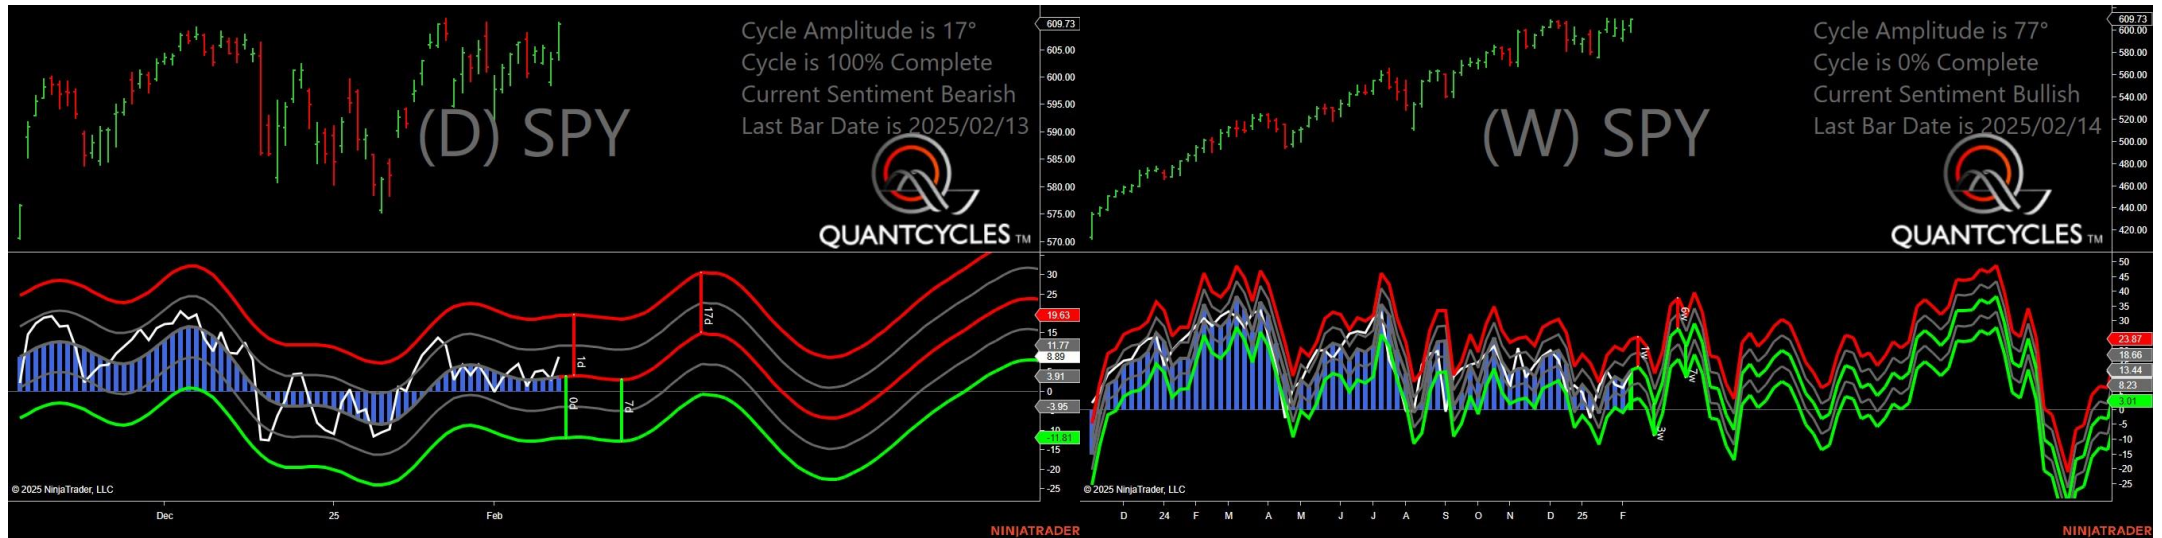 Cycle Amplitude is 17°
Cycle is 100% Complete
Current Sentiment Bearish
Last Bar Date is 2025/02/13
(D) SPY
QUANTCYCLES TM
609.73
605.00
600.00
595.00
590.00
585.00
580.00
575.00
570.00
30
25
19.63
15
11.77
8.89
3.91
0
-3.95
-11.81
-15
-20
-25
1d
0d
7d
17d
© 2025 NinjaTrader, LLC
Dec
25
Feb
NINJATRADER
Cycle Amplitude is 77°
Cycle is 0% Complete
Current Sentiment Bullish
Last Bar Date is 2025/02/14
(W) SPY
QUANTCYCLES TM
609.73
600.00
580.00
560.00
540.00
520.00
500.00
480.00
460.00
440.00
420.00
50
45
40
35
30
23.87
18.66
13.44
8.23
3.01
0
-5
-10
-15
-20
-25
1w
3w
6w
7w
© 2025 NinjaTrader, LLC
D
24
F
M
A
M
J
J
A
S
O
N
D
25
F
NINJATRADER